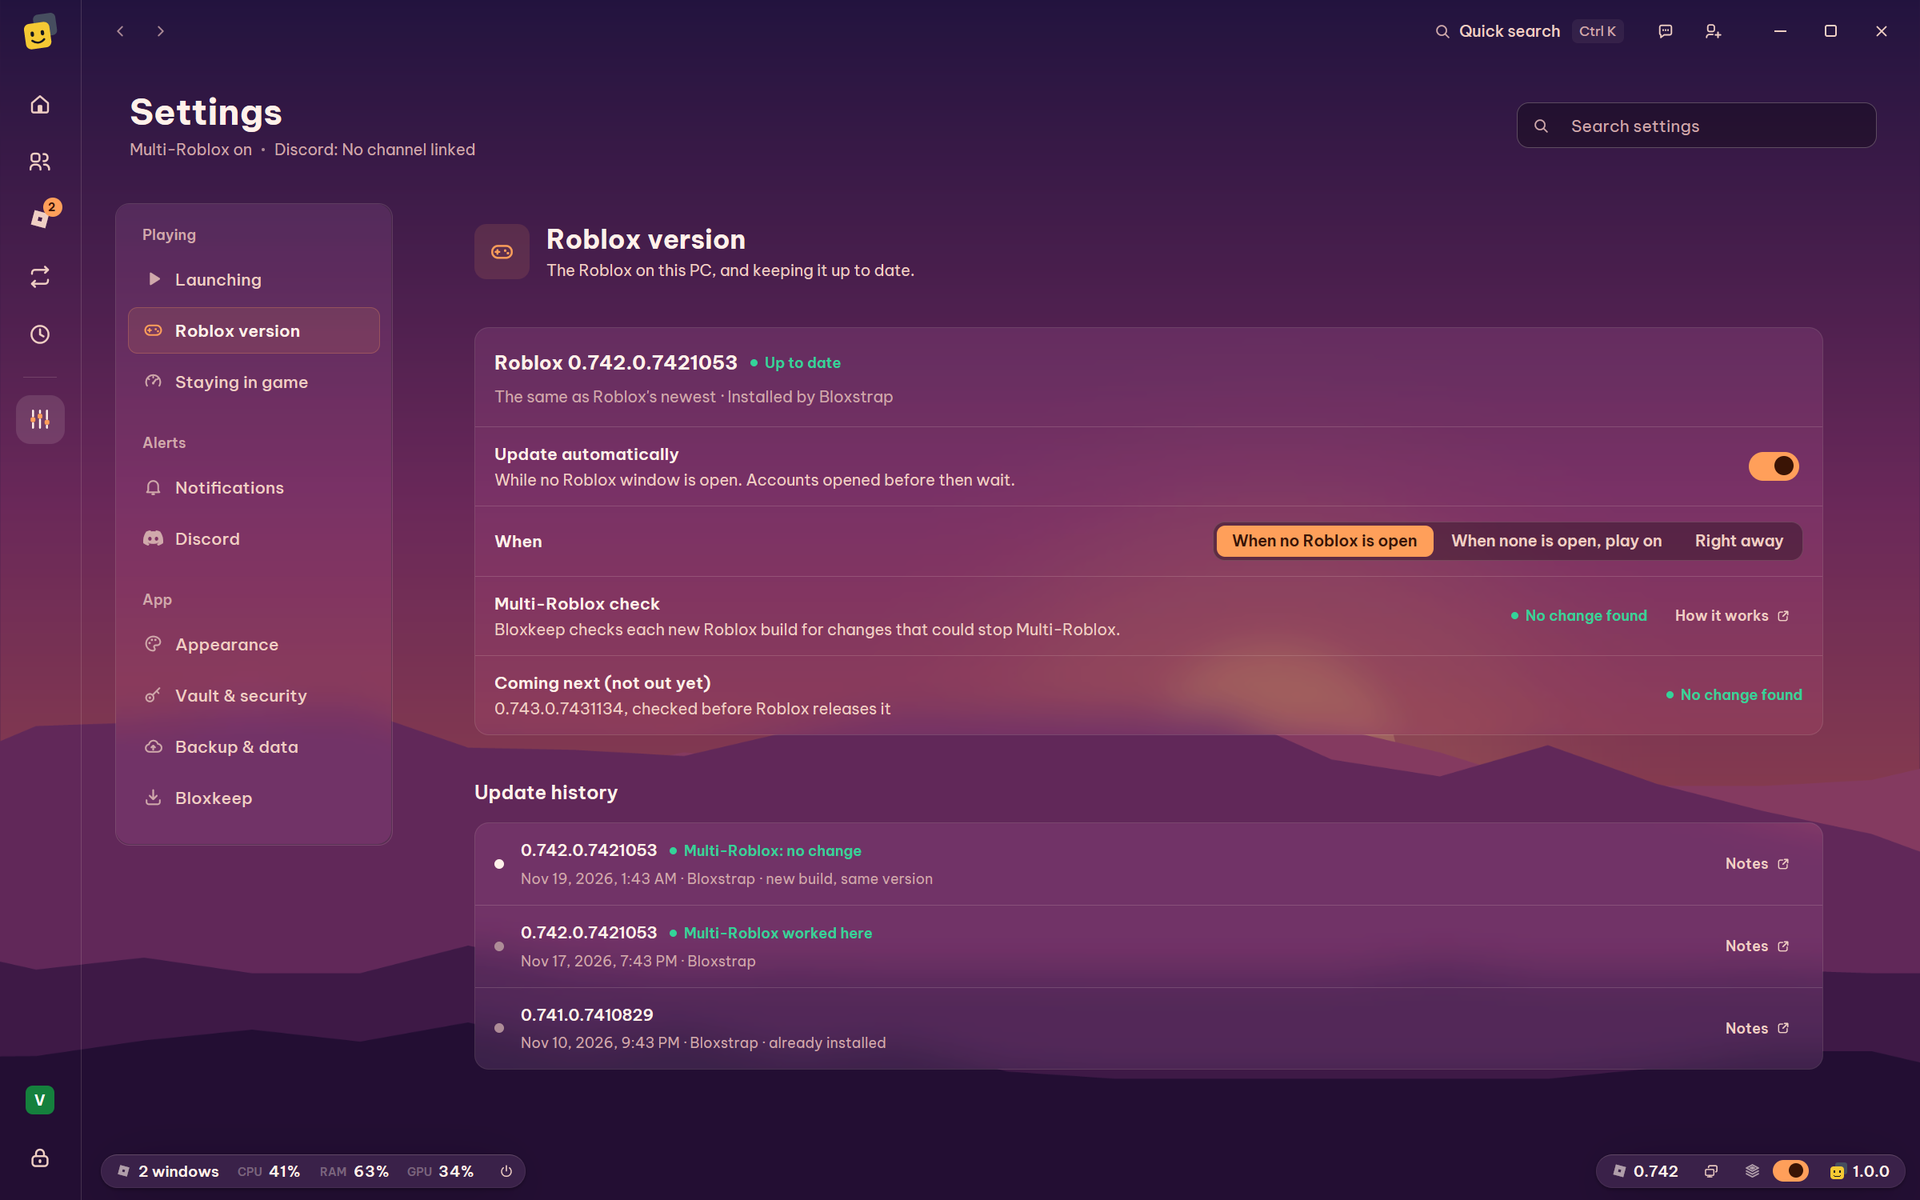 Quick search Ctrl K
Settings
Multi-Roblox on • Discord: No channel linked
Search settings
2
Playing
Launching
Roblox version
Staying in game
Alerts
Notifications
Discord
App
Appearance
Vault & security
Backup & data
Bloxkeep
Roblox version
The Roblox on this PC, and keeping it up to date.
Roblox 0.742.0.7421053 • Up to date
The same as Roblox's newest · Installed by Bloxstrap
Update automatically
While no Roblox window is open. Accounts opened before then wait.
When
When no Roblox is open When none is open, play on Right away
Multi-Roblox check
Bloxkeep checks each new Roblox build for changes that could stop Multi-Roblox.
• No change found How it works
Coming next (not out yet)
0.743.0.7431134, checked before Roblox releases it
• No change found
Update history
0.742.0.7421053 • Multi-Roblox: no change
Nov 19, 2026, 1:43 AM · Bloxstrap · new build, same version
Notes
0.742.0.7421053 • Multi-Roblox worked here
Nov 17, 2026, 7:43 PM · Bloxstrap
Notes
0.741.0.7410829
Nov 10, 2026, 9:43 PM · Bloxstrap · already installed
Notes
V
2 windows CPU 41% RAM 63% GPU 34%
0.742 1.0.0